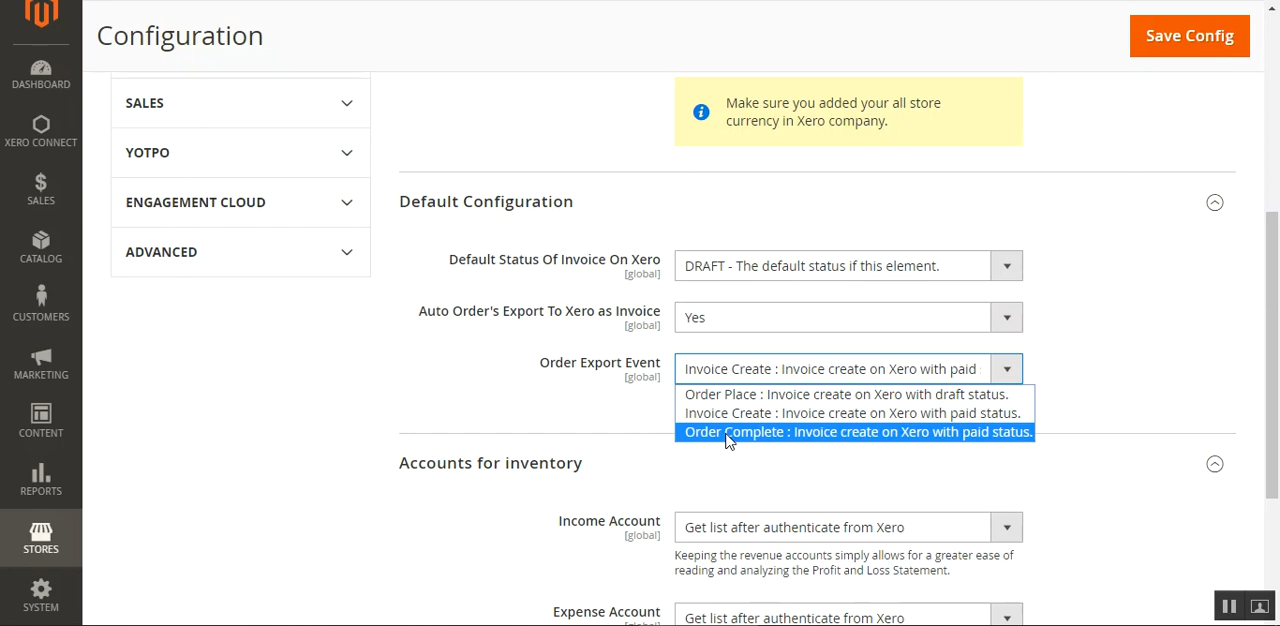 Configuration
Save Config
DASHBOARD
XERO CONNECT
SALES
CATALOG
CUSTOMERS
MARKETING
CONTENT
REPORTS
STORES
SYSTEM
SALES
YOTPO
ENGAGEMENT CLOUD
ADVANCED
Make sure you added your all store
currency in Xero company.
Default Configuration
Default Status Of Invoice On Xero
[global]
DRAFT - The default status if this element.
Auto Order's Export To Xero as Invoice
[global]
Yes
Order Export Event
[global]
Invoice Create : Invoice create on Xero with paid
Order Place : Invoice create on Xero with draft status.
Invoice Create : Invoice create on Xero with paid status.
Order Complete : Invoice create on Xero with paid status.
Accounts for inventory
Income Account
[global]
Get list after authenticate from Xero
Keeping the revenue accounts simply allows for a greater ease of
reading and analyzing the Profit and Loss Statement.
Expense Account
[global]
Get list after authenticate from Xero